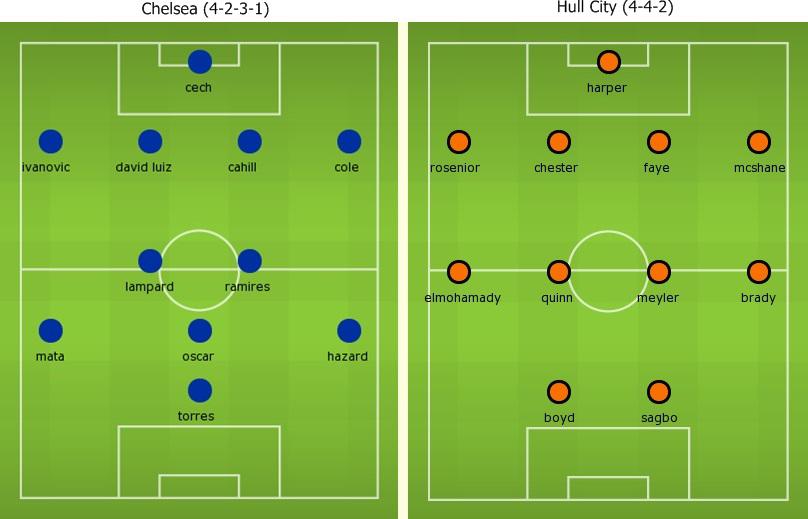 Chelsea (4-2-3-1)
cech
ivanovic david luiz cahill cole
lampard ramires
mata oscar hazard
torres
Hull City (4-4-2)
harper
rosenior chester faye mcshane
elmohamady quinn meyler brady
boyd sagbo